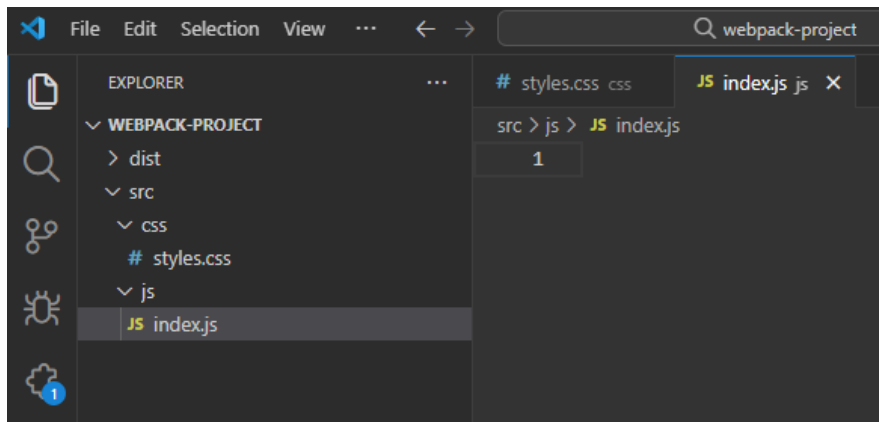 File Edit Selection View ··· ← → webpack-project
EXPLORER ···
WEBPACK-PROJECT
dist
src
css
# styles.css
js
JS index.js
1
# styles.css css
JS index.js js ×
src > js > JS index.js
1